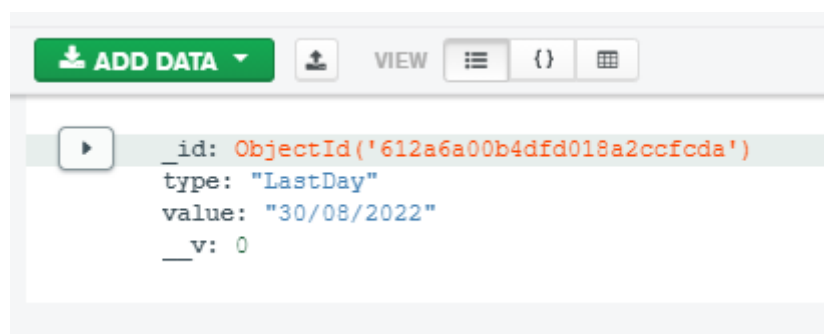 ADD DATA VIEW {}
_id: ObjectId('612a6a00b4dfd018a2ccfcda')
type: "LastDay"
value: "30/08/2022"
__v: 0